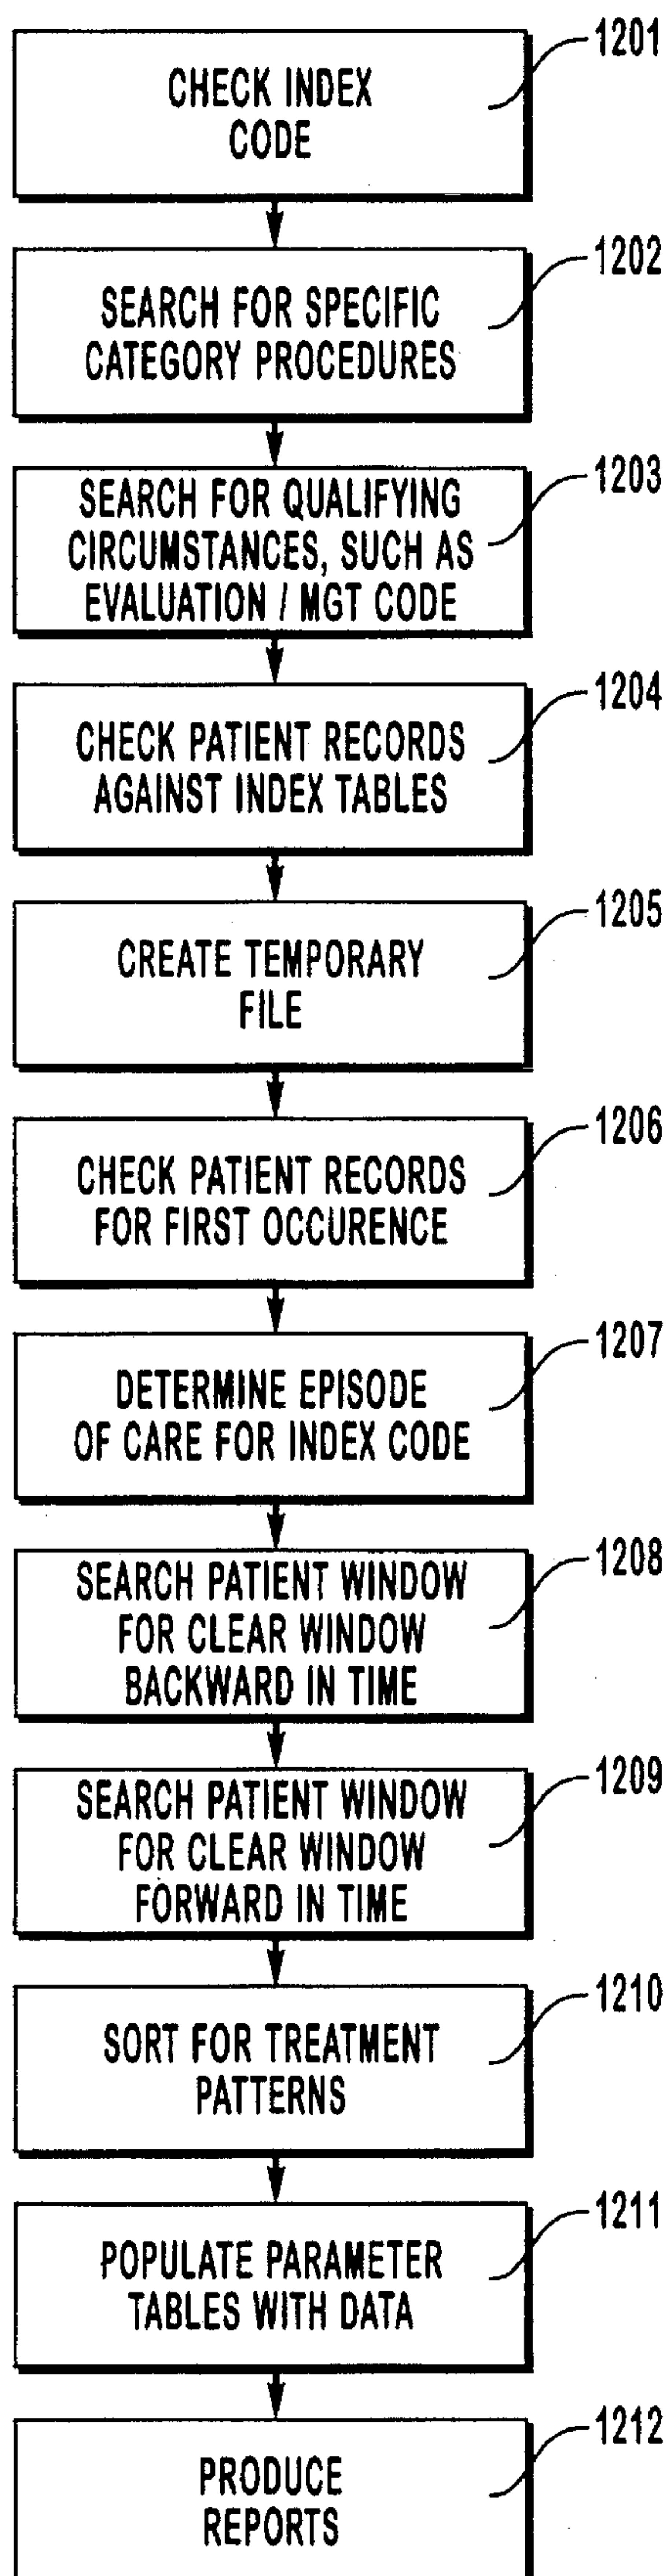 1201
CHECK INDEX
CODE
1202
SEARCH FOR SPECIFIC
CATEGORY PROCEDURES
1203
SEARCH FOR QUALIFYING
CIRCUMSTANCES, SUCH AS
EVALUATION / MGT CODE
1204
CHECK PATIENT RECORDS
AGAINST INDEX TABLES
1205
CREATE TEMPORARY
FILE
1206
CHECK PATIENT RECORDS
FOR FIRST OCCURENCE
1207
DETERMINE EPISODE
OF CARE FOR INDEX CODE
1208
SEARCH PATIENT WINDOW
FOR CLEAR WINDOW
BACKWARD IN TIME
1209
SEARCH PATIENT WINDOW
FOR CLEAR WINDOW
FORWARD IN TIME
1210
SORT FOR TREATMENT
PATTERNS
1211
POPULATE PARAMETER
TABLES WITH DATA
1212
PRODUCE
REPORTS